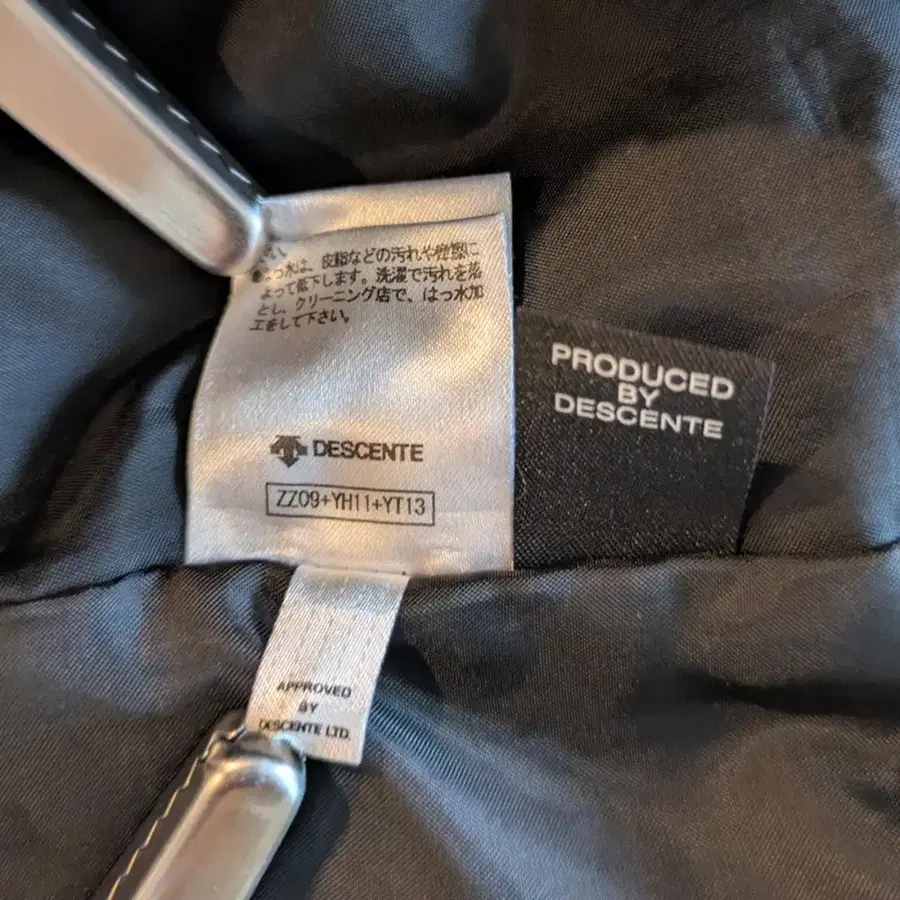 さい。
はっ水は、皮脂などの汚れや摩擦に
よって低下します。洗濯で汚れを落
とし、クリーニング店で、はっ水加
工をして下さい。
DESCENTE
ZZ09+YH11+YT13
PRODUCED
BY
DESCENTE
APPROVED
BY
DESCENTE LTD.